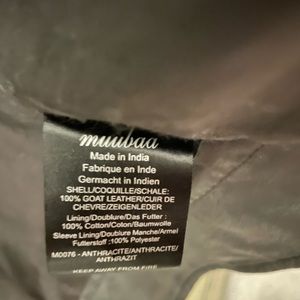 muubaa
Made in India
Fabrique en Inde
Germacht in Indien
SHELL/COQUILLE/SCHALE:
100% GOAT LEATHER/CUIR DE
CHEVRE/ZEIGENLEDER
Lining/Doublure/Das Futter :
100% Cotton/Coton/Baumwolle
Sleeve Lining/Doublure Manche/Armel
Futterstoff :100% Polyester
M0076 - ANTHRACITE/ANTHRACITE/
ANTHRAZIT
KEEP AWAY FROM FIRE